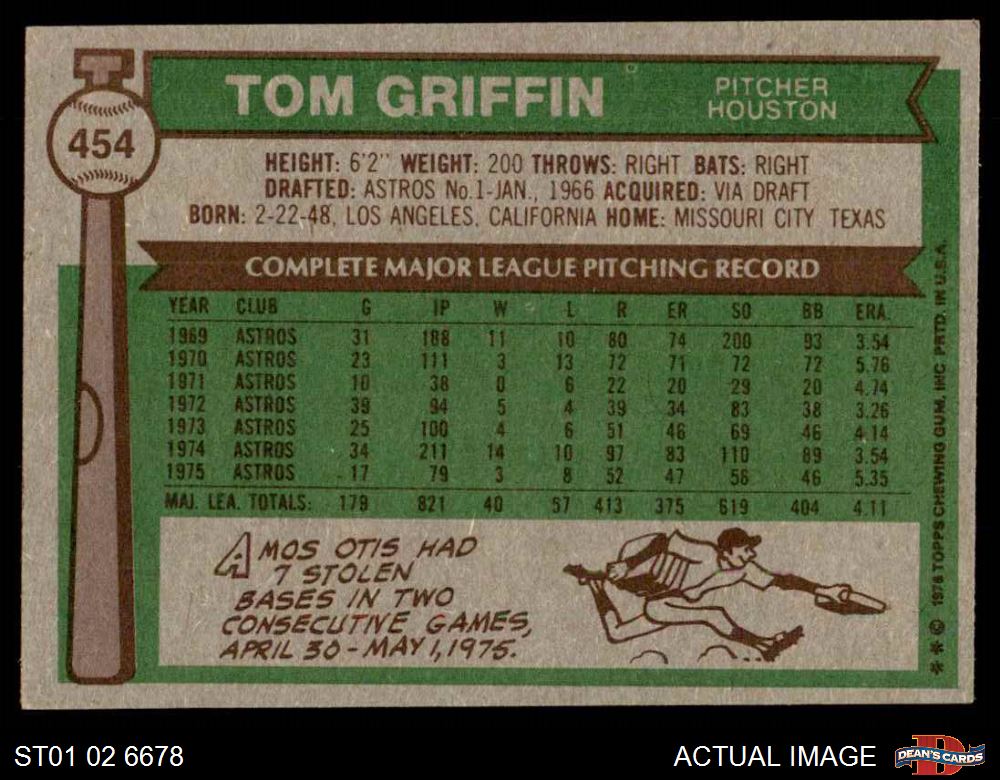 T
454
TOM GRIFFIN
PITCHER
HOUSTON
HEIGHT: 6'2" WEIGHT: 200 THROWS: RIGHT BATS: RIGHT
DRAFTED: ASTROS No.1-JAN., 1966 ACQUIRED: VIA DRAFT
BORN: 2-22-48, LOS ANGELES, CALIFORNIA HOME: MISSOURI CITY TEXAS
COMPLETE MAJOR LEAGUE PITCHING RECORD
YEAR CLUB G IP W L R ER SO BB ERA.
1969 ASTROS 31 188 11 10 80 74 200 93 3.54
1970 ASTROS 23 111 3 13 72 71 72 72 5.76
1971 ASTROS 10 38 0 6 22 20 29 20 4.74
1972 ASTROS 39 94 5 4 39 34 83 38 3.26
1973 ASTROS 25 100 4 6 51 46 69 46 4.14
1974 ASTROS 34 211 14 10 97 83 110 89 3.54
1975 ASTROS 17 79 3 8 52 47 56 46 5.35
MAJ. LEA. TOTALS: 179 821 40 57 413 375 619 404 4.11
AMOS OTIS HAD
7 STOLEN
BASES IN TWO
CONSECUTIVE GAMES,
APRIL 30-MAY 1, 1975.
** © 1976 TOPPS CHEWING GUM, INC. PRTD. IN U.S.A.
ST01 02 6678
ACTUAL IMAGE
D
DEAN'S CARDS